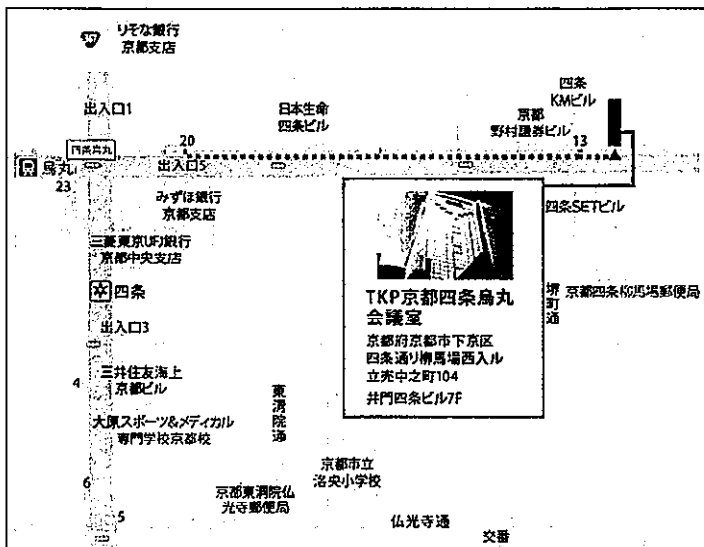 367
りそな銀行
京都支店
四条
KMビル
出入口1
日本生命
四条ビル
京都
野村證券ビル
四条烏丸
20
13
烏丸
23
出入口5
みずほ銀行
京都支店
四条SETビル
三菱東京UFJ銀行
京都中央支店
四条
出入口3
TKP京都四条烏丸
会議室
京都府京都市下京区
四条通り柳馬場西入ル
立売中之町104
井門四条ビル7F
堺町通
京都四条柳馬場郵便局
三井住友海上
京都ビル
4
東洞院通
大原スポーツ&メディカル
専門学校京都校
京都市立
洛央小学校
6
京都東洞院仏
光寺郵便局
5
仏光寺通
交番